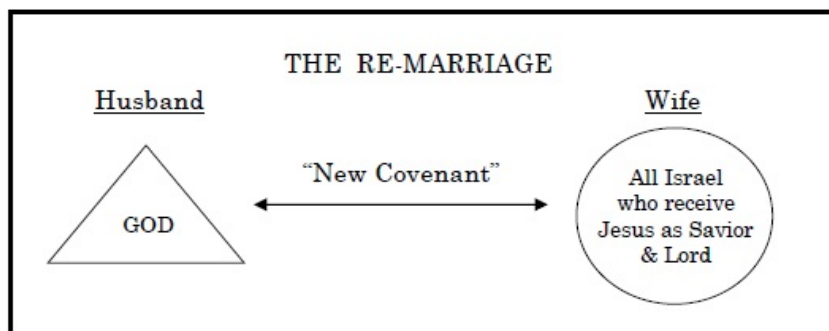 THE RE-MARRIAGE
Husband
Wife
“New Covenant”
GOD
All Israel
who receive
Jesus as Savior
& Lord